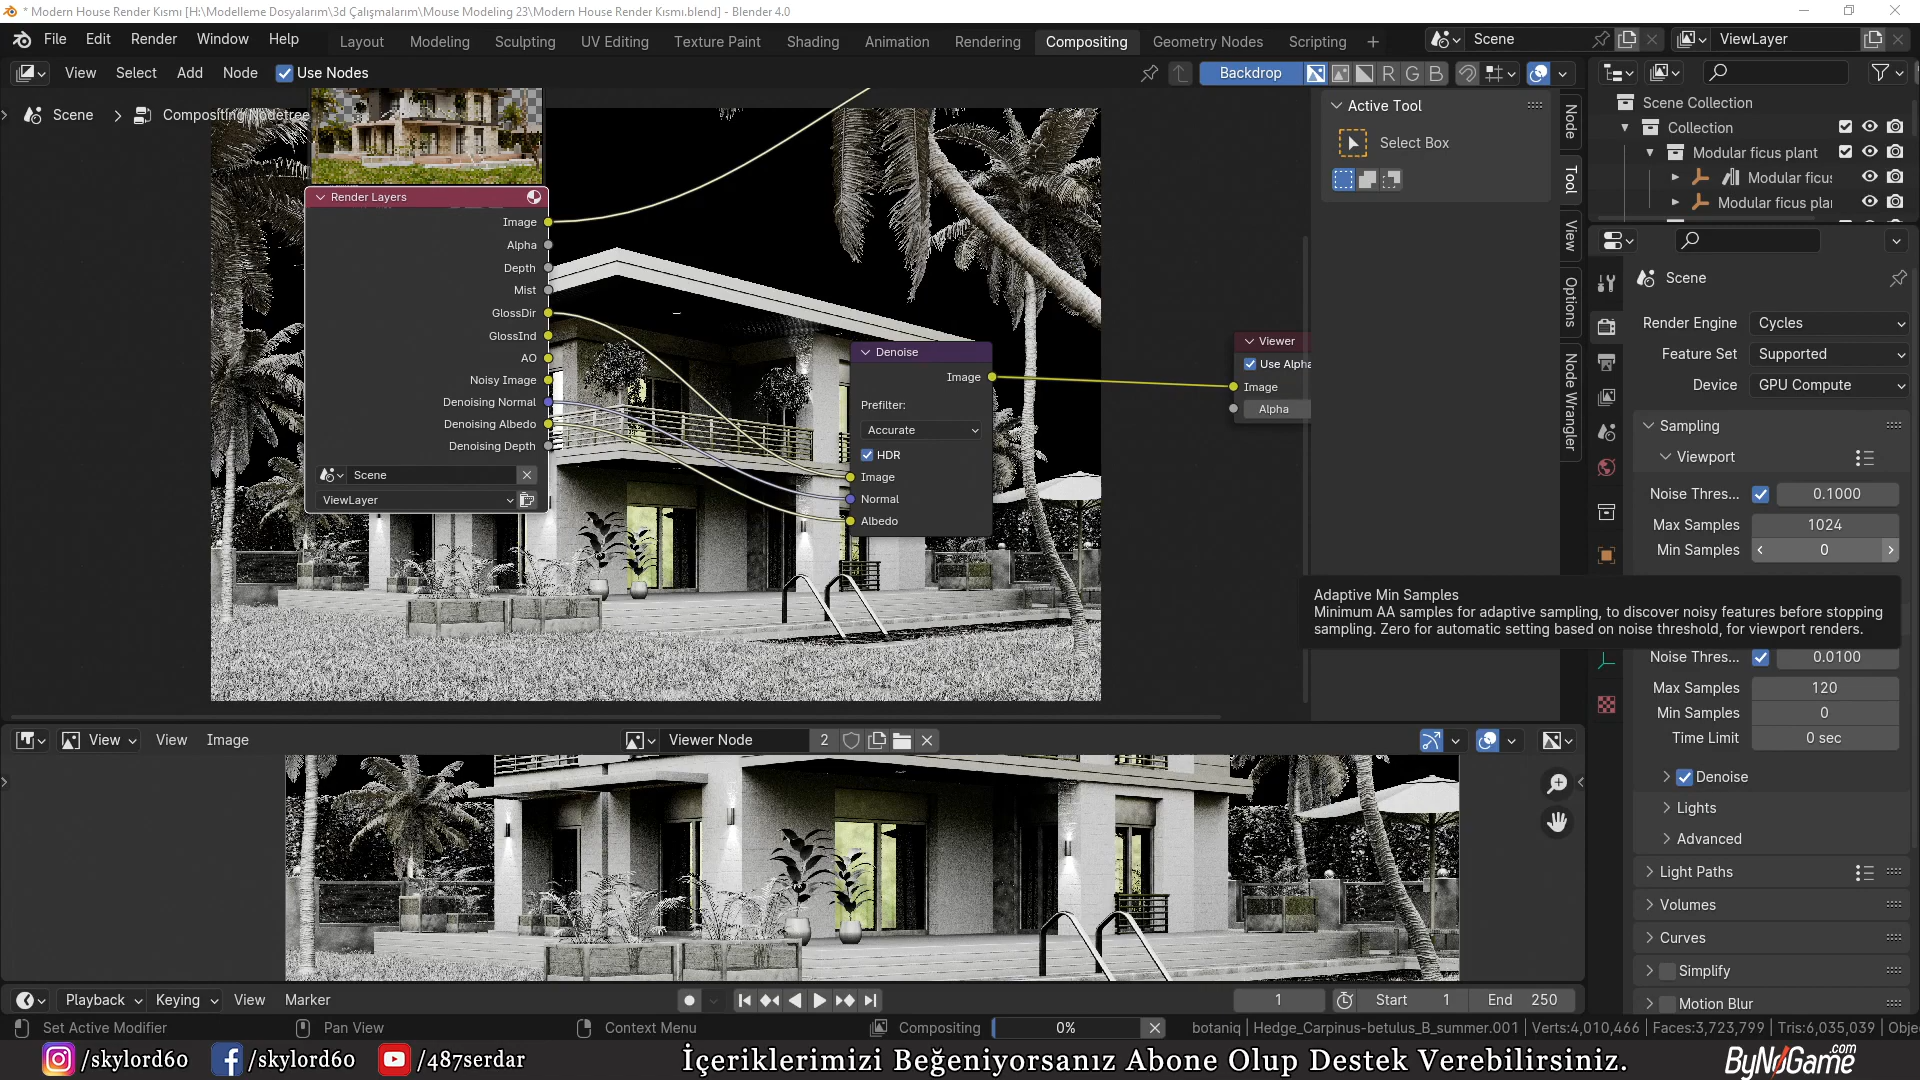 * Modern House Render Kısmı [H:\Modelleme Dosyalarım\3d Çalışmalarım\Mouse Modeling 23\Modern House Render Kısmı.blend] - Blender 4.0
File Edit Render Window Help Layout Modeling Sculpting UV Editing Texture Paint Shading Animation Rendering Compositing Geometry Nodes Scripting + Scene ViewLayer
View Select Add Node Use Nodes Backdrop R G B
Scene > Compositing Nodetree
Render Layers
Image
Alpha
Depth
Mist
GlossDir
GlossInd
AO
Noisy Image
Denoising Normal
Denoising Albedo
Denoising Depth
Scene
ViewLayer
Denoise
Image
Prefilter:
Accurate
HDR
Image
Normal
Albedo
Viewer
Use Alpha
Image
Alpha
Active Tool
Select Box
Node
Tool
View
Options
Node Wrangler
Scene Collection
Collection
Modular ficus plant
Modular ficus
Modular ficus plan
Scene
Render Engine Cycles
Feature Set Supported
Device GPU Compute
Sampling
Viewport
Noise Thres... 0.1000
Max Samples 1024
Min Samples 0
Adaptive Min Samples
Minimum AA samples for adaptive sampling, to discover noisy features before stopping
sampling. Zero for automatic setting based on noise threshold, for viewport renders.
Noise Thres... 0.0100
Max Samples 120
Min Samples 0
Time Limit 0 sec
Denoise
Lights
Advanced
Light Paths
Volumes
Curves
Simplify
Motion Blur
View View Image Viewer Node 2
Playback Keying View Marker 1 Start 1 End 250
Set Active Modifier Pan View Context Menu Compositing 0% botaniq | Hedge_Carpinus-betulus_B_summer.001 | Verts:4,010,466 | Faces:3,723,799 | Tris:6,035,039 | Obje
/skylord60 /skylord60 /487serdar İçeriklerimizi Beğeniyorsanız Abone Olup Destek Verebilirsiniz. ByNoGame.com